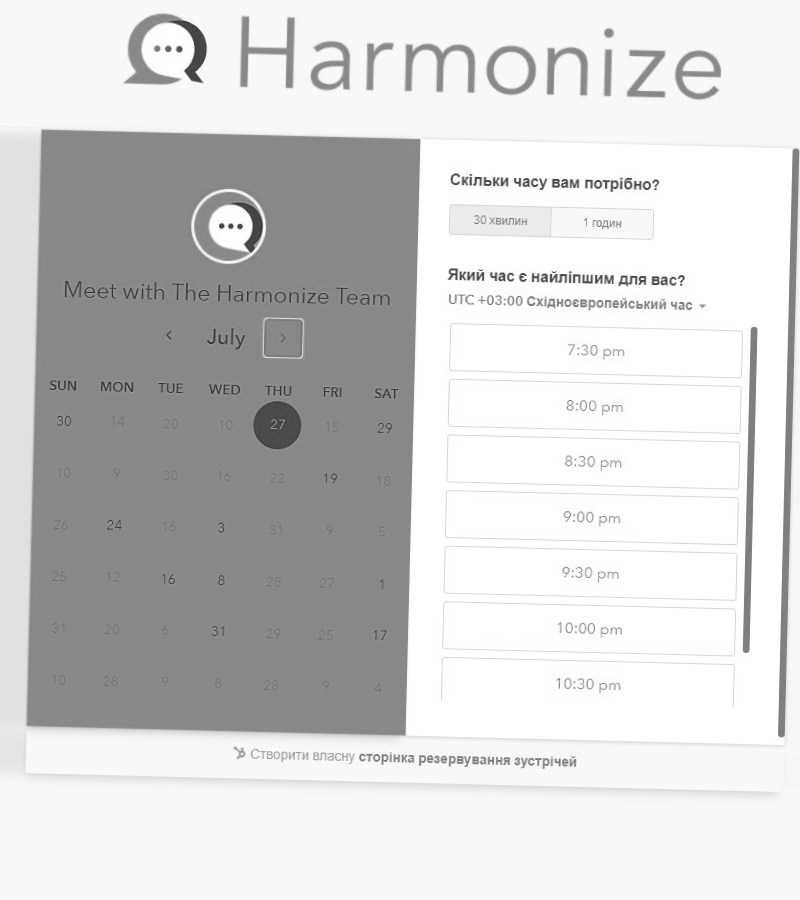 Harmonize
Meet with The Harmonize Team
July
SUN MON TUE WED THU FRI SAT
30 14 20 10 27 15 29
10 9 30 16 22 19 18
26 24 16 3 31 9 5
25 12 16 8 28 27 1
31 20 6 31 29 25 17
10 28 9 8 28 9 4
Скільки часу вам потрібно?
30 хвилин 1 годин
Який час є найліпшим для вас?
UTC +03:00 Східноєвропейський час
7:30 pm
8:00 pm
8:30 pm
9:00 pm
9:30 pm
10:00 pm
10:30 pm
Створити власну сторінка резервування зустрічей